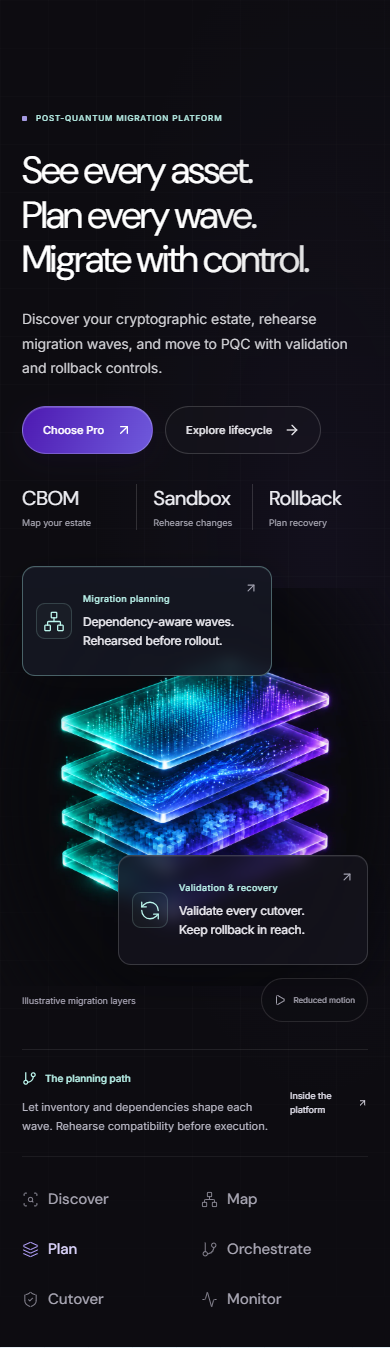 POST-QUANTUM MIGRATION PLATFORM
See every asset.
Plan every wave.
Migrate with control.
Discover your cryptographic estate, rehearse
migration waves, and move to PQC with validation
and rollback controls.
Choose Pro
Explore lifecycle
CBOM
Map your estate
Sandbox
Rehearse changes
Rollback
Plan recovery
Migration planning
Dependency-aware waves.
Rehearsed before rollout.
Validation & recovery
Validate every cutover.
Keep rollback in reach.
Illustrative migration layers
Reduced motion
The planning path
Let inventory and dependencies shape each
wave. Rehearse compatibility before execution.
Inside the
platform
Discover
Map
Plan
Orchestrate
Cutover
Monitor